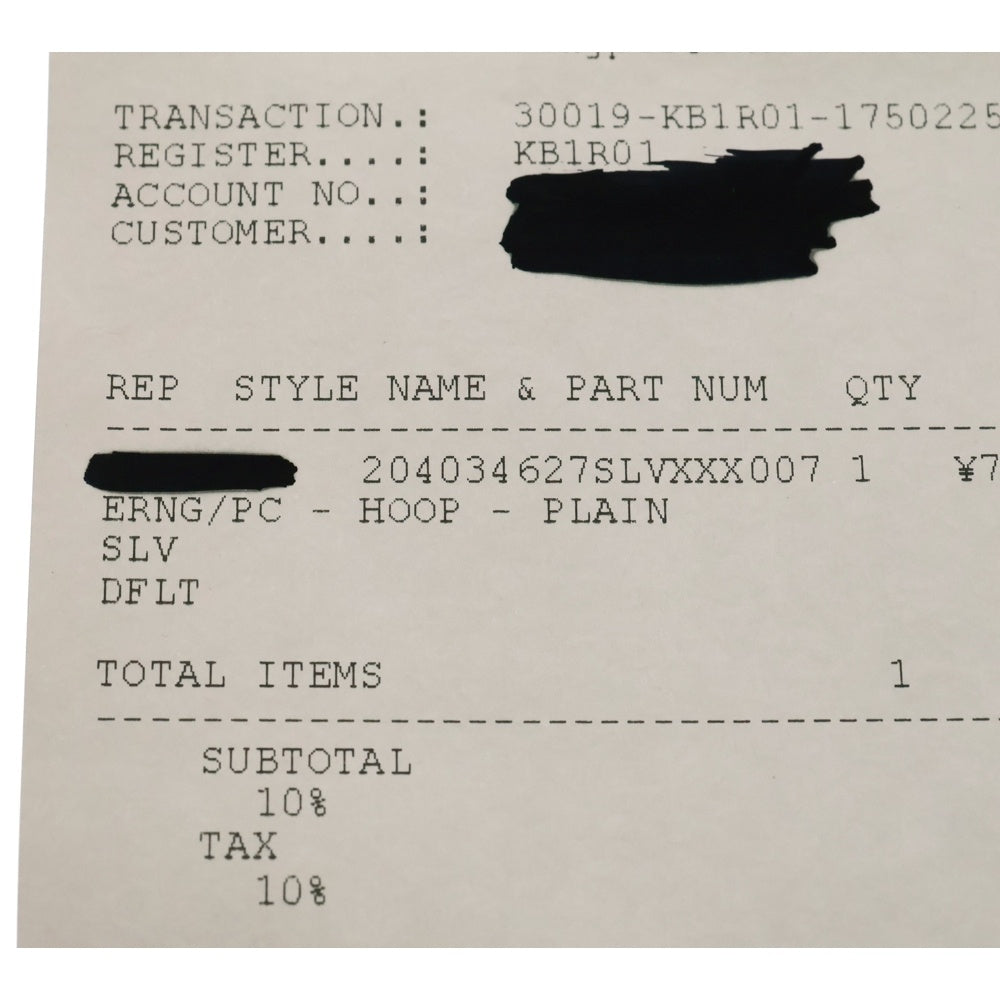 TRANSACTION.: 30019-KB1R01-1750225
REGISTER....: KB1R01
ACCOUNT NO..:
CUSTOMER....:
REP STYLE NAME & PART NUM QTY
204034627SLVXXX007 1 ¥7
ERNG/PC - HOOP - PLAIN
SLV
DFLT
TOTAL ITEMS 1
SUBTOTAL
10%
TAX
10%